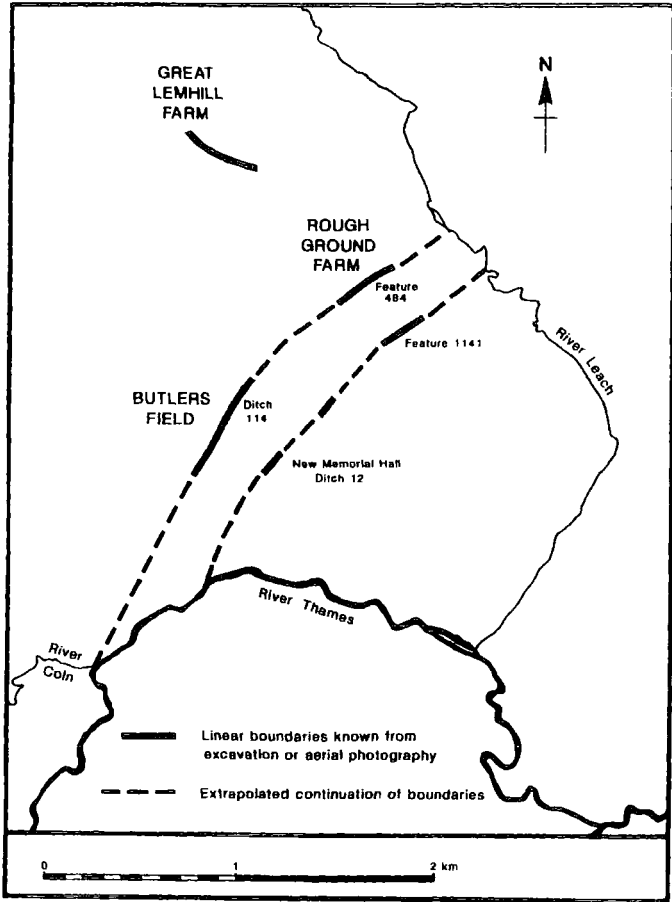 GREAT
LEMHILL
FARM
N
ROUGH
GROUND
FARM
Feature
484
Feature 1141
River Leach
BUTLERS
FIELD
Ditch
114
New Memorial Hall
Ditch 12
River Thames
River
Coln
Linear boundaries known from
excavation or aerial photography
Extrapolated continuation of boundaries
0
1
2 km